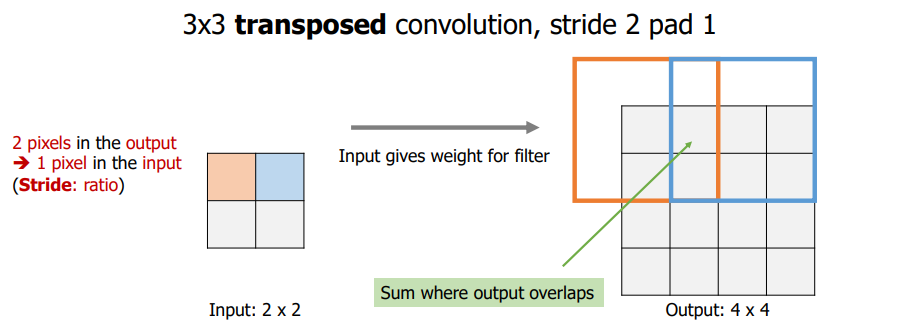 3x3 transposed convolution, stride 2 pad 1
2 pixels in the output
➔ 1 pixel in the input
(Stride: ratio)
Input gives weight for filter
Sum where output overlaps
Input: 2 x 2
Output: 4 x 4